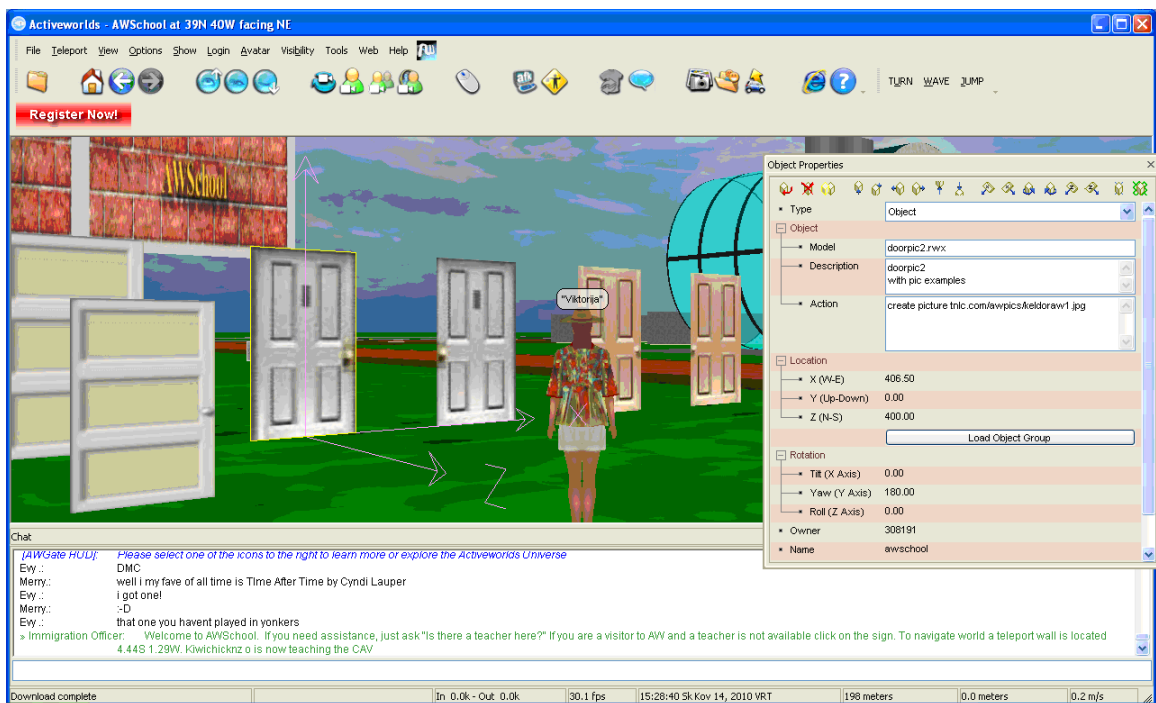 Activeworlds - AWSchool at 39N 40W facing NE
File Teleport View Options Show Login Avatar Visibility Tools Web Help
TURN WAVE JUMP
Register Now!
AWSchool
"Viktorija"
Object Properties
Type Object
Object
Model doorpic2.rwx
Description doorpic2
with pic examples
Action create picture tnlc.com/awpics/keldoraw1.jpg
Location
X (W-E) 406.50
Y (Up-Down) 0.00
Z (N-S) 400.00
Load Object Group
Rotation
Tilt (X Axis) 0.00
Yaw (Y Axis) 180.00
Roll (Z Axis) 0.00
Owner 308191
Name awschool
Chat
[AWGate HUD]: Please select one of the icons to the right to learn more or explore the Activeworlds Universe
Evy .: DMC
Merry.: well i my fave of all time is TIme After Time by Cyndi Lauper
Evy .: i got one!
Merry.: :-D
Evy .: that one you havent played in yonkers
» Immigration Officer: Welcome to AWSchool. If you need assistance, just ask "Is there a teacher here?" If you are a visitor to AW and a teacher is not available click on the sign. To navigate world a teleport wall is located
4.44S 1.29W. Kiwichicknz o is now teaching the CAV
Download complete In 0.0k - Out 0.0k 30.1 fps 15:28:40 Sk Kov 14, 2010 VRT 198 meters 0.0 meters 0.2 m/s